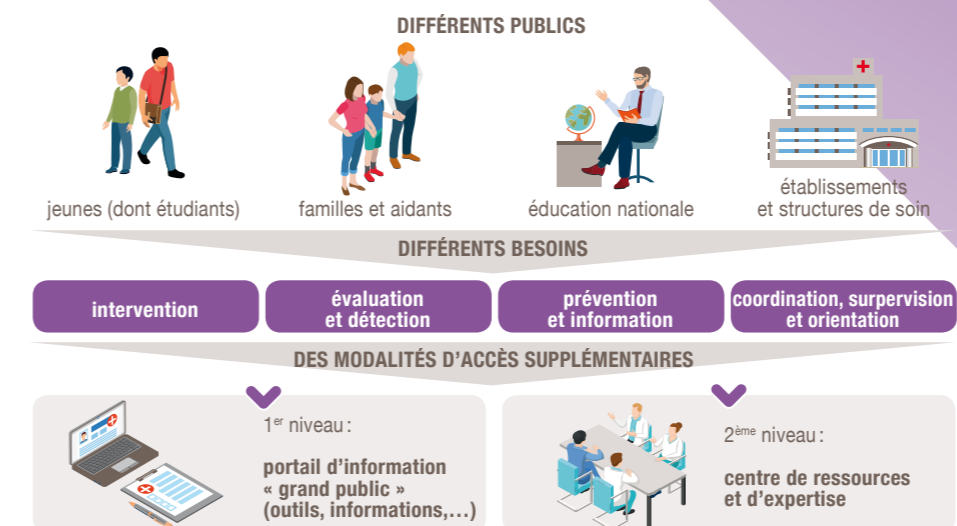 DIFFÉRENTS PUBLICS
jeunes (dont étudiants)
familles et aidants
éducation nationale
établissements
et structures de soin
DIFFÉRENTS BESOINS
intervention
évaluation
et détection
prévention
et information
coordination, surpervision
et orientation
DES MODALITÉS D'ACCÈS SUPPLÉMENTAIRES
1er niveau :
portail d'information
« grand public »
(outils, informations,…)
2ème niveau :
centre de ressources
et d'expertise